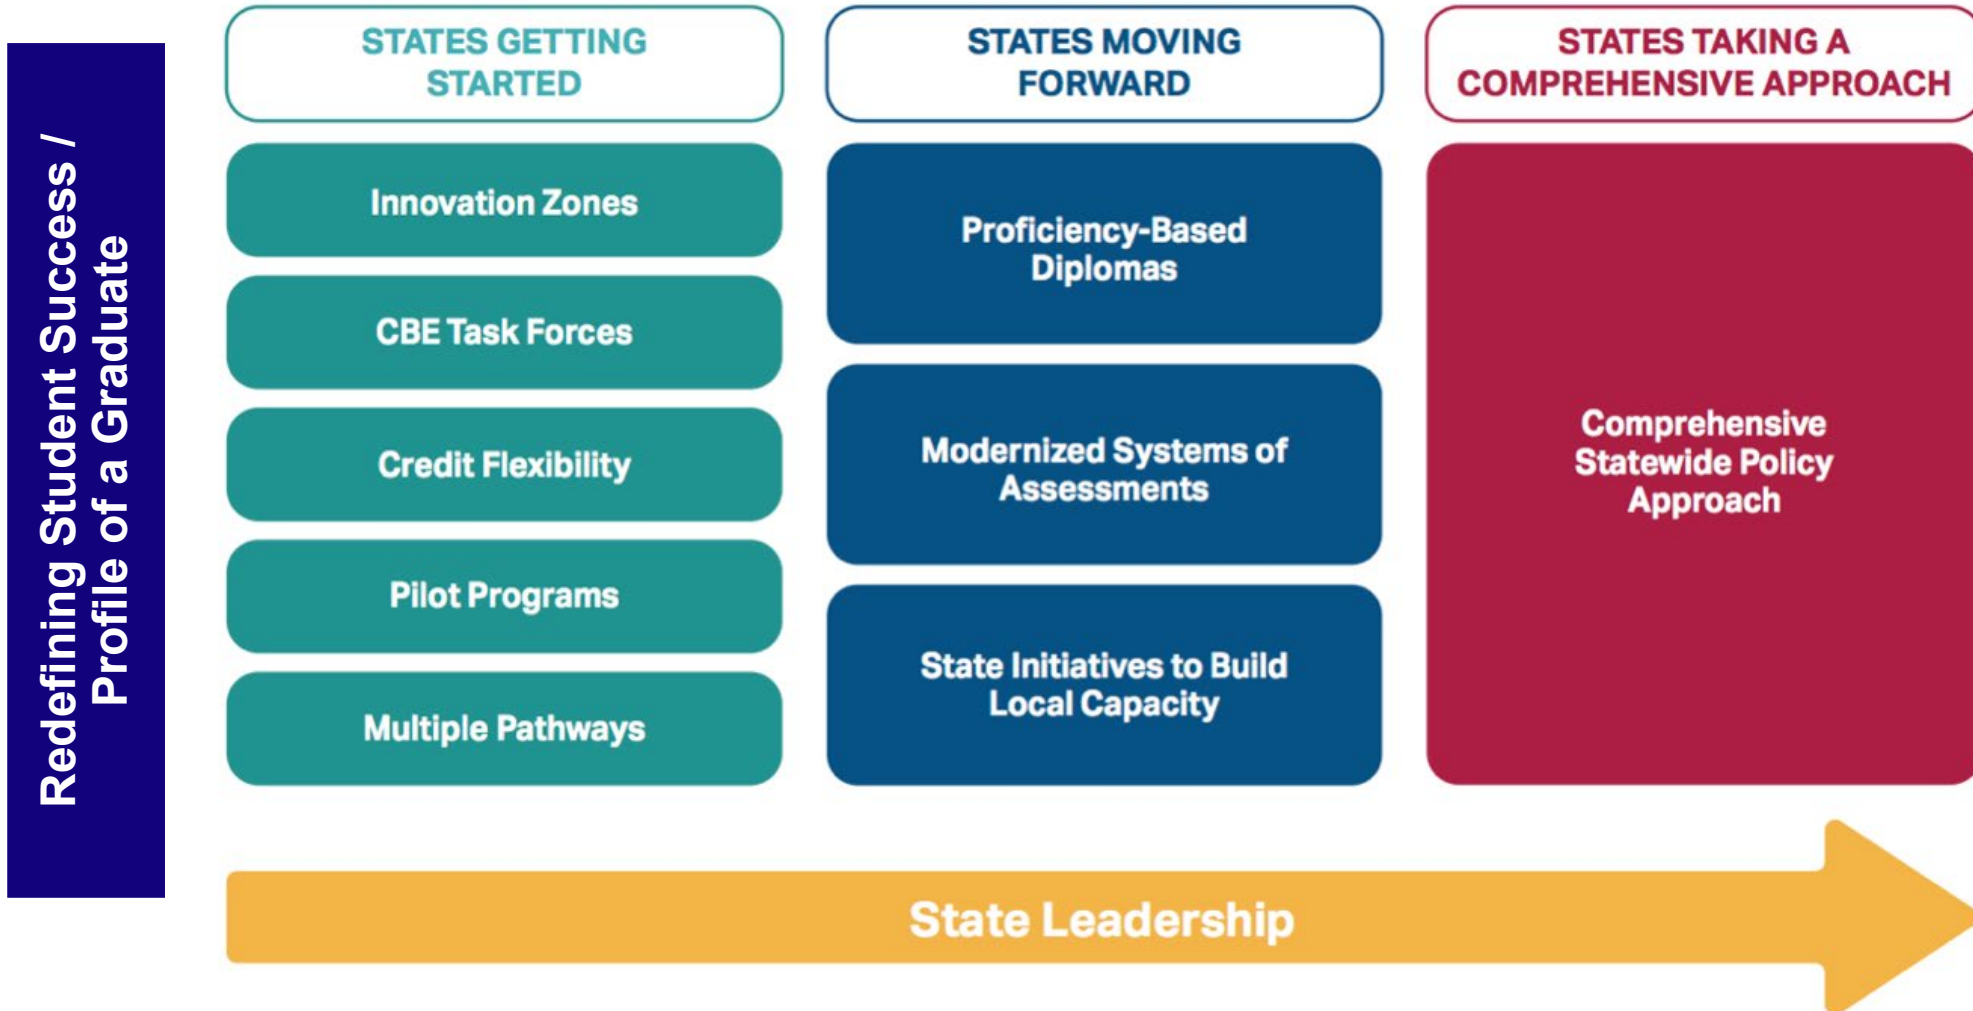 Redefining Student Success /
Profile of a Graduate
STATES GETTING
STARTED
Innovation Zones
CBE Task Forces
Credit Flexibility
Pilot Programs
Multiple Pathways
STATES MOVING
FORWARD
Proficiency-Based
Diplomas
Modernized Systems of
Assessments
State Initiatives to Build
Local Capacity
STATES TAKING A
COMPREHENSIVE APPROACH
Comprehensive
Statewide Policy
Approach
State Leadership